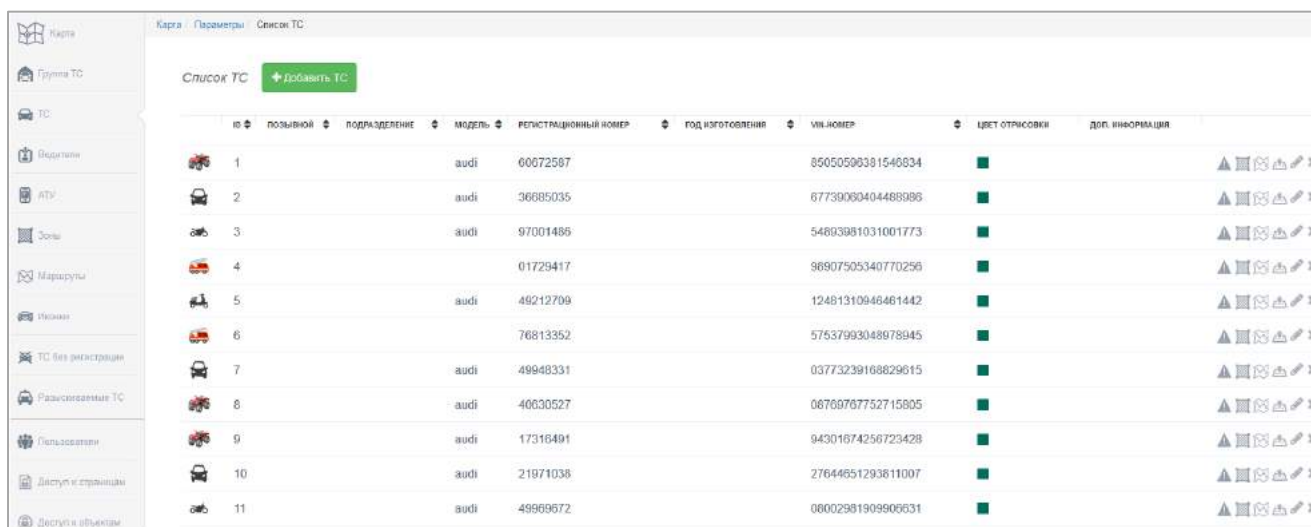 Карта
Карта / Параметры / Список ТС
Группа ТС
Список ТС
Добавить ТС
ТС
ID ПОЗЫВНОЙ ПОДРАЗДЕЛЕНИЕ МОДЕЛЬ РЕГИСТРАЦИОННЫЙ НОМЕР ГОД ИЗГОТОВЛЕНИЯ VIN-НОМЕР ЦВЕТ ОТРИСОВКИ ДОП. ИНФОРМАЦИЯ
Водители
1 audi 60672587 85050596381546834
АТУ
2 audi 36685035 67739060404488986
Зоны
3 audi 97001486 54893981031001773
Маршруты
4 01729417 98907505340770256
Иконки
5 audi 49212709 12481310946461442
6 76813352 57537993048978945
ТС без регистрации
7 audi 49948331 03773239168829615
Разыскиваемые ТС
8 audi 40630527 08769767752715805
Пользователи
9 audi 17316491 94301674256723428
Доступ к страницам
10 audi 21971038 27644651293811007
Доступ к объектам
11 audi 49969672 08002981909906631